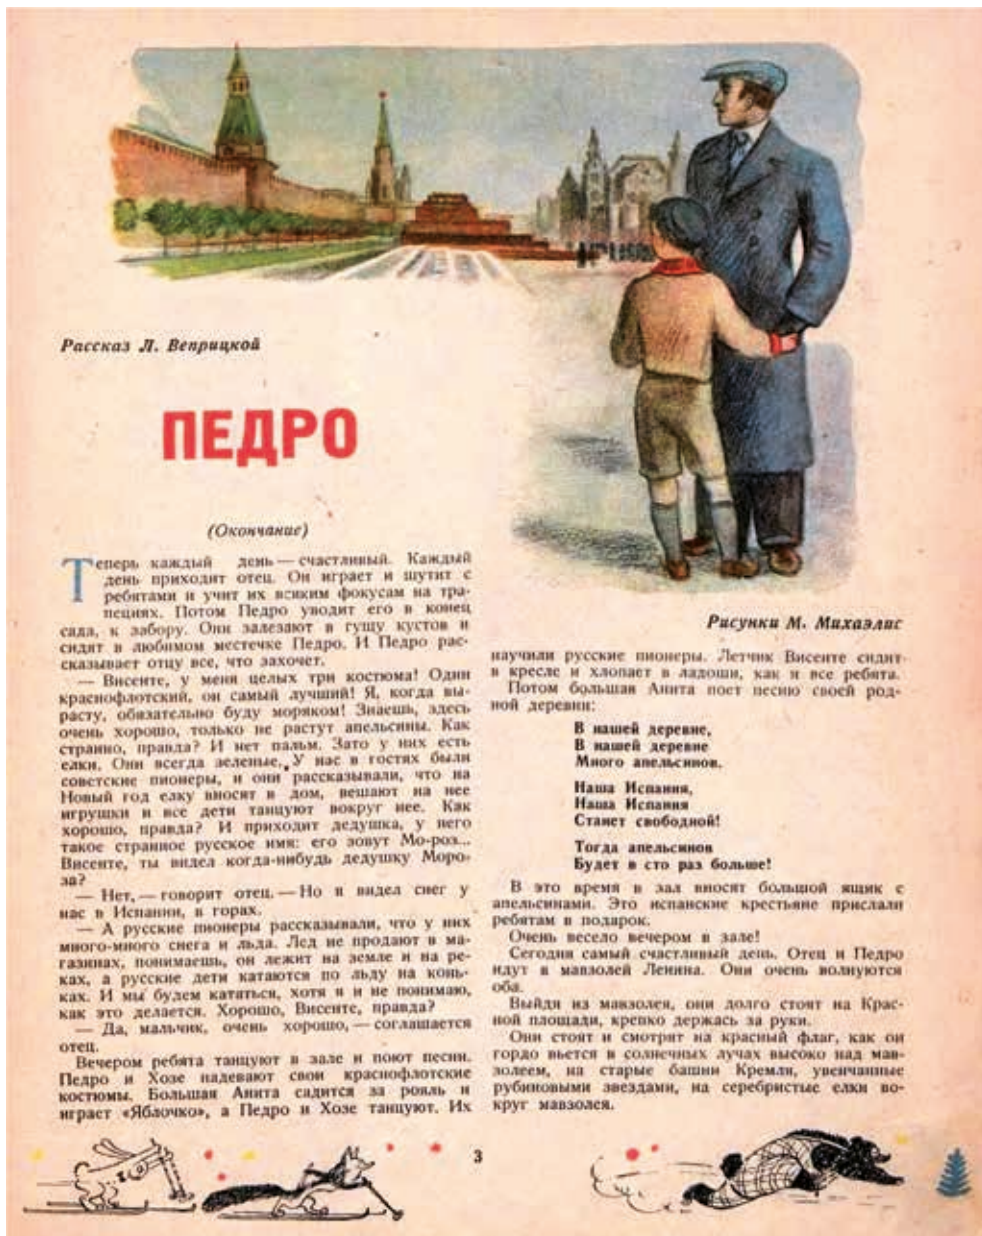 Рассказ Л. Веприцкой
ПЕДРО
(Окончание)
Теперь каждый день — счастливый. Каждый
день приходит отец. Он играет и шутит с
ребятами и учит их всяким фокусам на тра-
пециях. Потом Педро уводит его в конец
сада, к забору. Они залезают в гущу кустов и
сидят в любимом местечке Педро. И Педро рас-
сказывает отцу все, что захочет.
— Висенте, у меня целых три костюма! Один
краснофлотский, он самый лучший! Я, когда вы-
расту, обязательно буду моряком! Знаешь, здесь
очень хорошо, только не растут апельсины. Как
странно, правда? И нет пальм. Зато у них есть
елки. Они всегда зеленые. У нас в гостях были
советские пионеры, и они рассказывали, что на
Новый год елку вносят в дом, вешают на нее
игрушки и все дети танцуют вокруг нее. Как
хорошо, правда? И приходит дедушка, у него
такое странное русское имя: его зовут Мо-роз...
Висенте, ты видел когда-нибудь дедушку Моро-
за?
— Нет, — говорит отец. — Но я видел снег у
нас в Испании, в горах.
— А русские пионеры рассказывали, что у них
много-много снега и льда. Лед не продают в ма-
газинах, понимаешь, он лежит на земле и на ре-
ках, а русские дети катаются по льду на конь-
ках. И мы будем кататься, хотя я и не понимаю,
как это делается. Хорошо, Висенте, правда?
— Да, мальчик, очень хорошо, — соглашается
отец.
Вечером ребята танцуют в зале и поют песни.
Педро и Хозе надевают свои краснофлотские
костюмы. Большая Анита садится за рояль и
играет «Яблочко», а Педро и Хозе танцуют. Их
Рисунки М. Михаэлис
научили русские пионеры. Летчик Висенте сидит
в кресле и хлопает в ладоши, как и все ребята.
Потом большая Анита поет песню своей род-
ной деревни:
В нашей деревне,
В нашей деревне
Много апельсинов.
Наша Испания,
Наша Испания
Станет свободной!
Тогда апельсинов
Будет в сто раз больше!
В это время в зал вносят большой ящик с
апельсинами. Это испанские крестьяне прислали
ребятам в подарок.
Очень весело вечером в зале!
Сегодня самый счастливый день. Отец и Педро
идут в мавзолей Ленина. Они очень волнуются
оба.
Выйдя из мавзолея, они долго стоят на Крас-
ной площади, крепко держась за руки.
Они стоят и смотрят на красный флаг, как он
гордо вьется в солнечных лучах высоко над мав-
золеем, на старые башни Кремля, увенчанные
рубиновыми звездами, на серебристые елки во-
круг мавзолея.
3